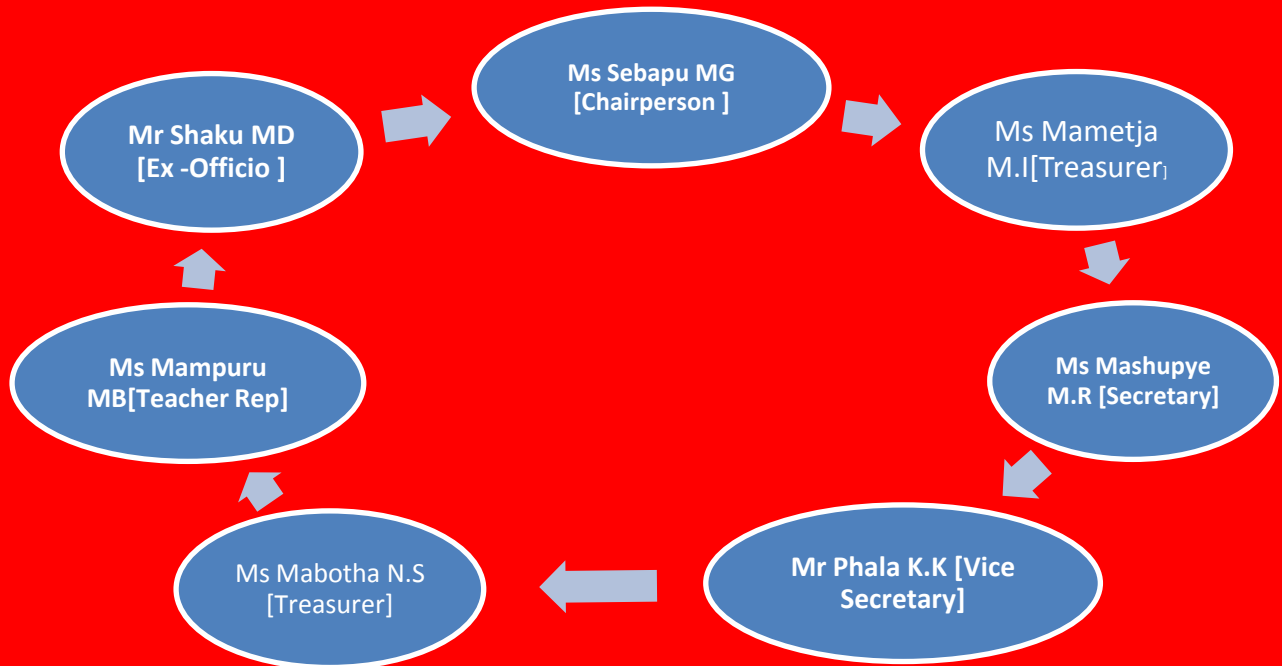 Ms Sebapu MG
[Chairperson ]
Ms Mametja
M.I[Treasurer]
Ms Mashupye
M.R [Secretary]
Mr Phala K.K [Vice
Secretary]
Ms Mabotha N.S
[Treasurer]
Ms Mampuru
MB[Teacher Rep]
Mr Shaku MD
[Ex -Officio ]